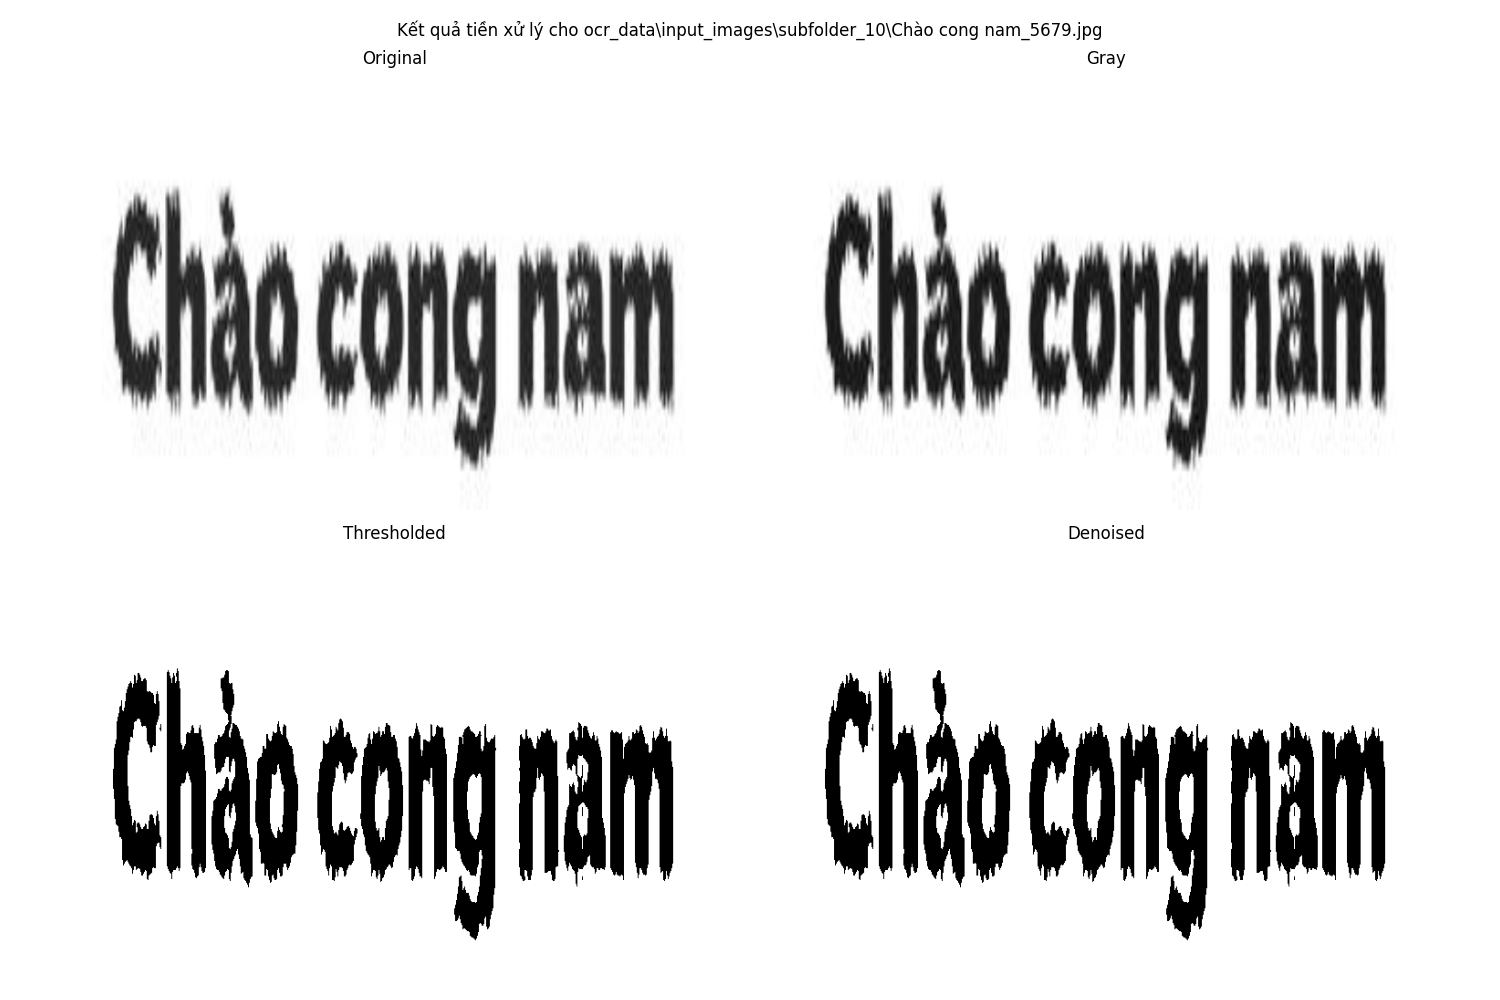 Kết quả tiền xử lý cho ocr_data\input_images\subfolder_10\Chào cong nam_5679.jpg
Original
Gray
Chào cong nam
Chào cong nam
Thresholded
Denoised
Chào cong nam
Chào cong nam